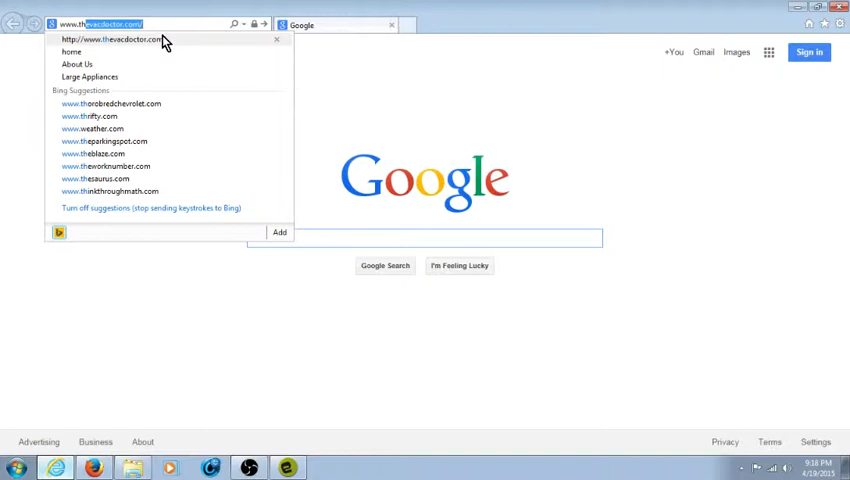 www.thevacdoctor.com/
Google
http://www.thevacdoctor.com
home
About Us
Large Appliances
Bing Suggestions
www.thorobredchevrolet.com
www.thrifty.com
www.weather.com
www.theparkingspot.com
www.theblaze.com
www.theworknumber.com
www.thesaurus.com
www.thinkthroughmath.com
Turn off suggestions (stop sending keystrokes to Bing)
Add
+You Gmail Images Sign in
Google
Google Search I'm Feeling Lucky
Advertising Business About Privacy Terms Settings
9:18 PM
4/19/2015